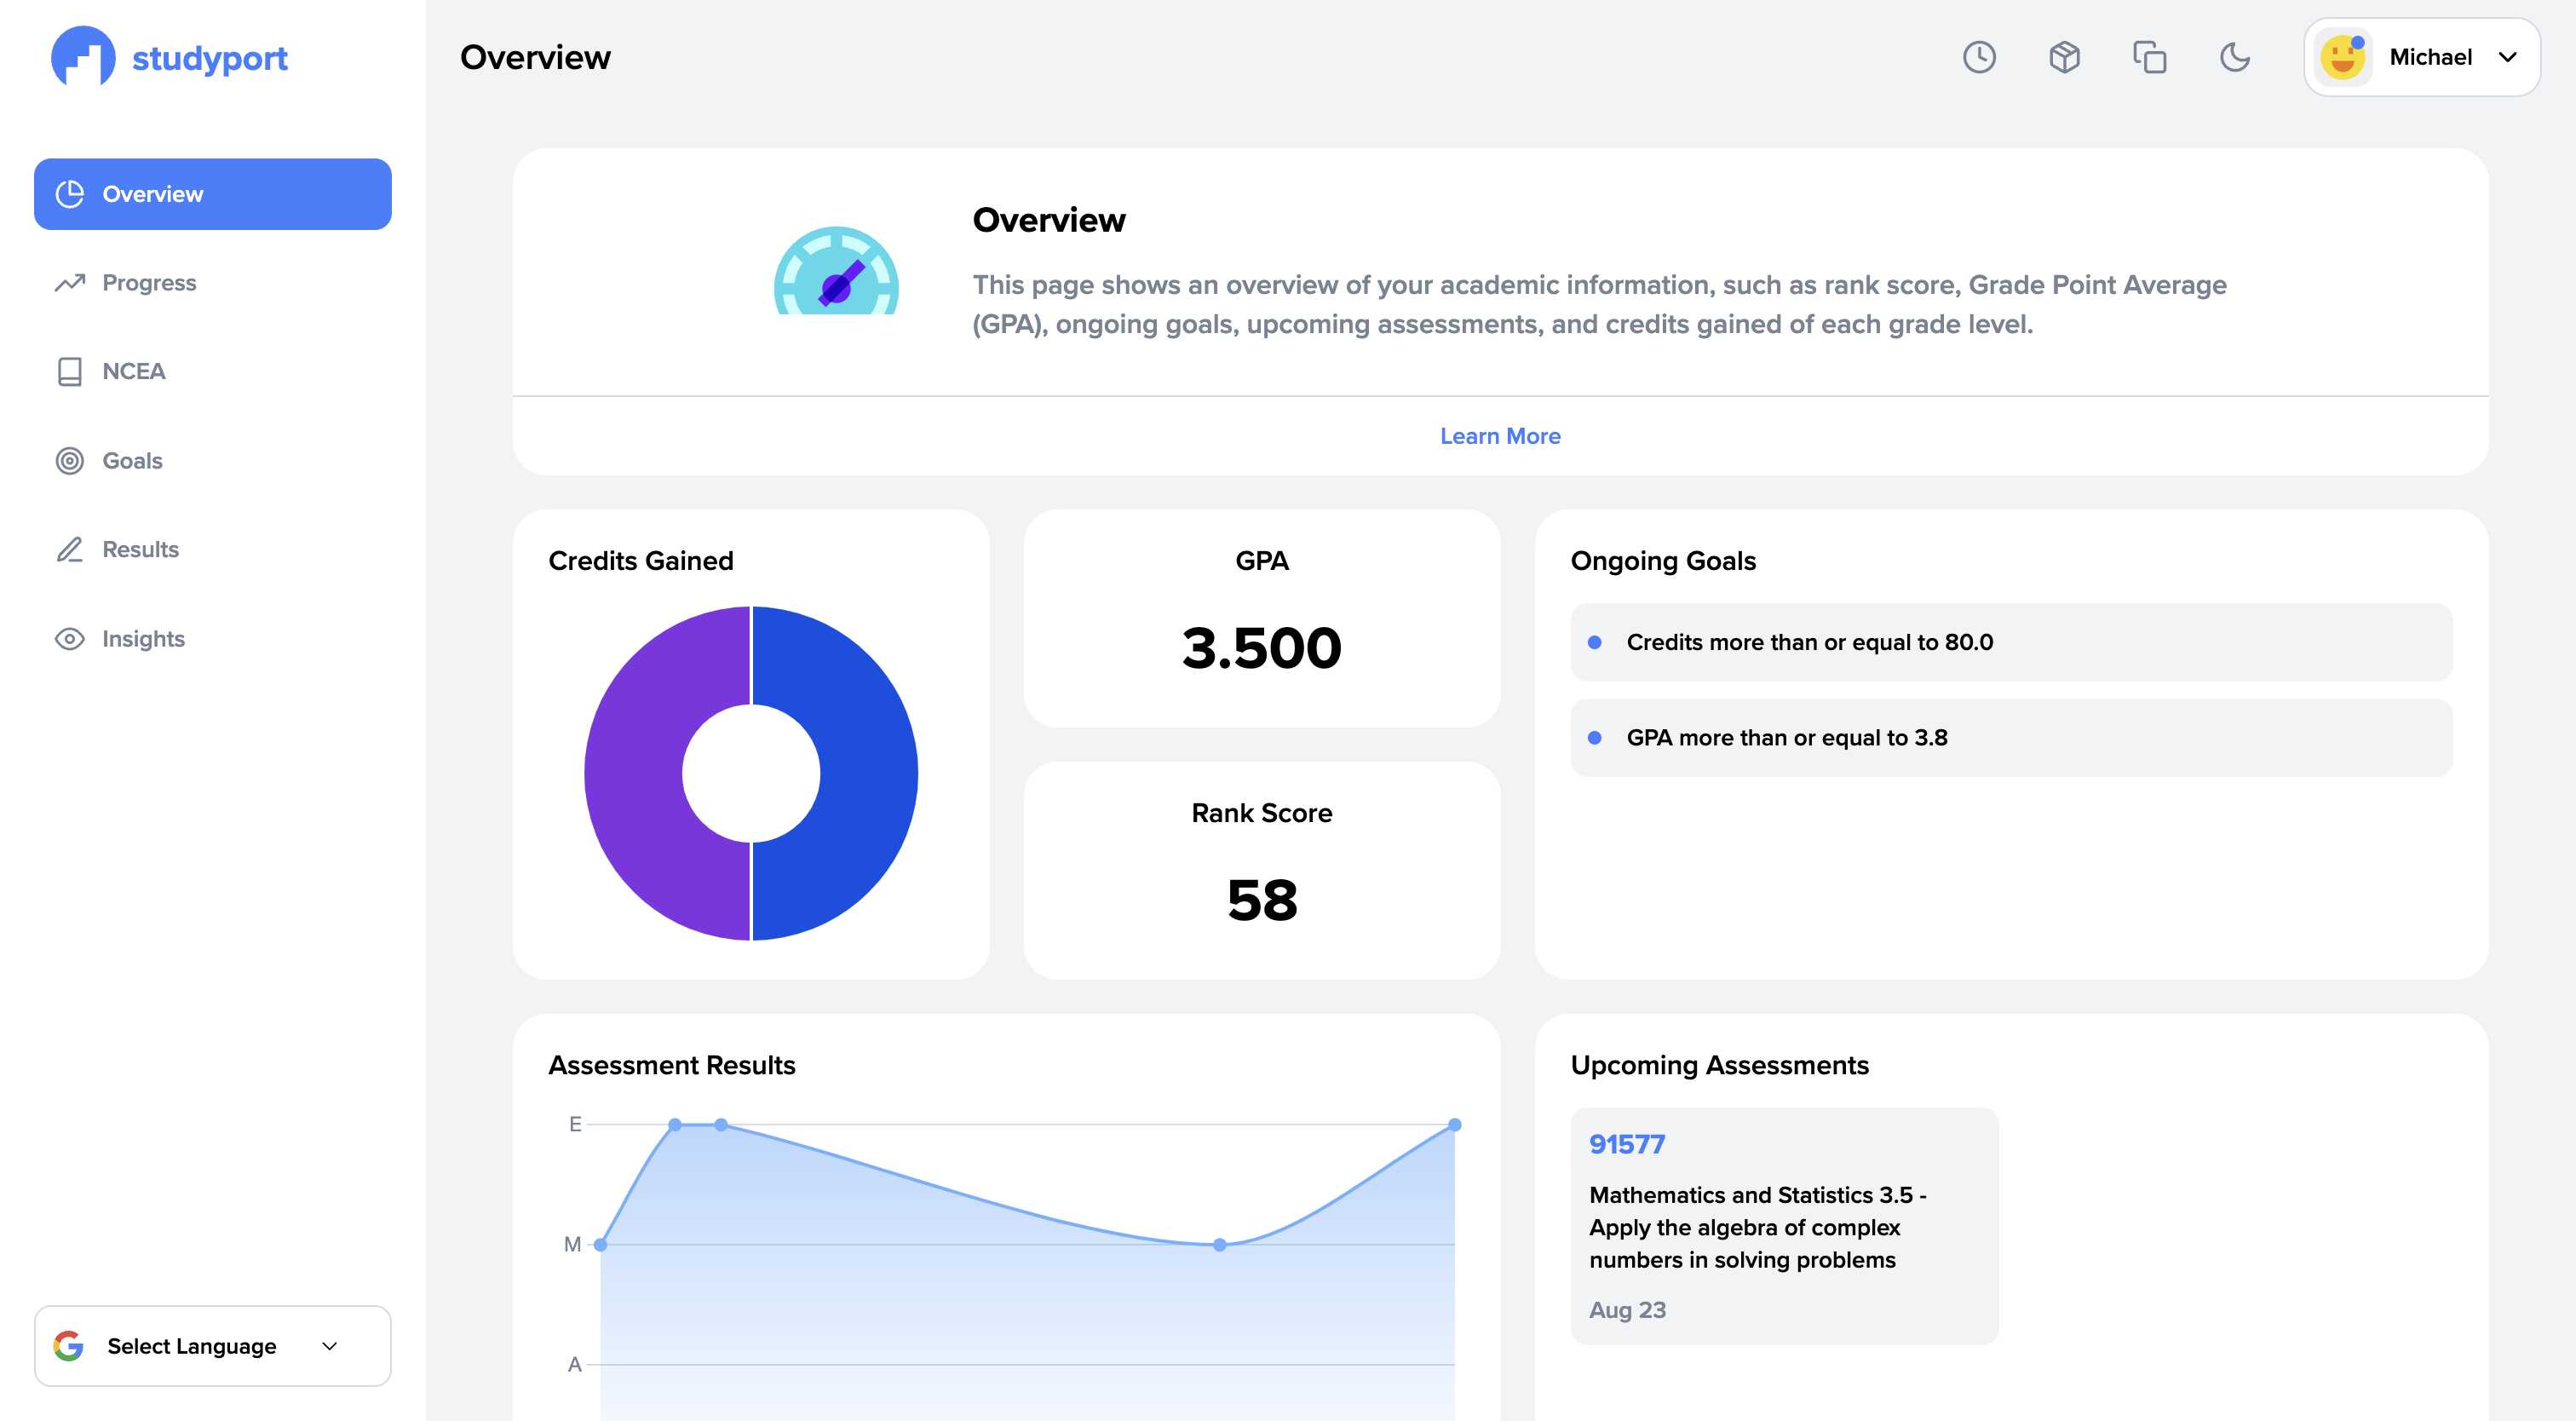 studyport
Overview
Progress
NCEA
Goals
Results
Insights
Select Language
Overview
Michael
Overview
This page shows an overview of your academic information, such as rank score, Grade Point Average
(GPA), ongoing goals, upcoming assessments, and credits gained of each grade level.
Learn More
Credits Gained
GPA
3.500
Rank Score
58
Ongoing Goals
Credits more than or equal to 80.0
GPA more than or equal to 3.8
Assessment Results
E
M
A
Upcoming Assessments
91577
Mathematics and Statistics 3.5 -
Apply the algebra of complex
numbers in solving problems
Aug 23